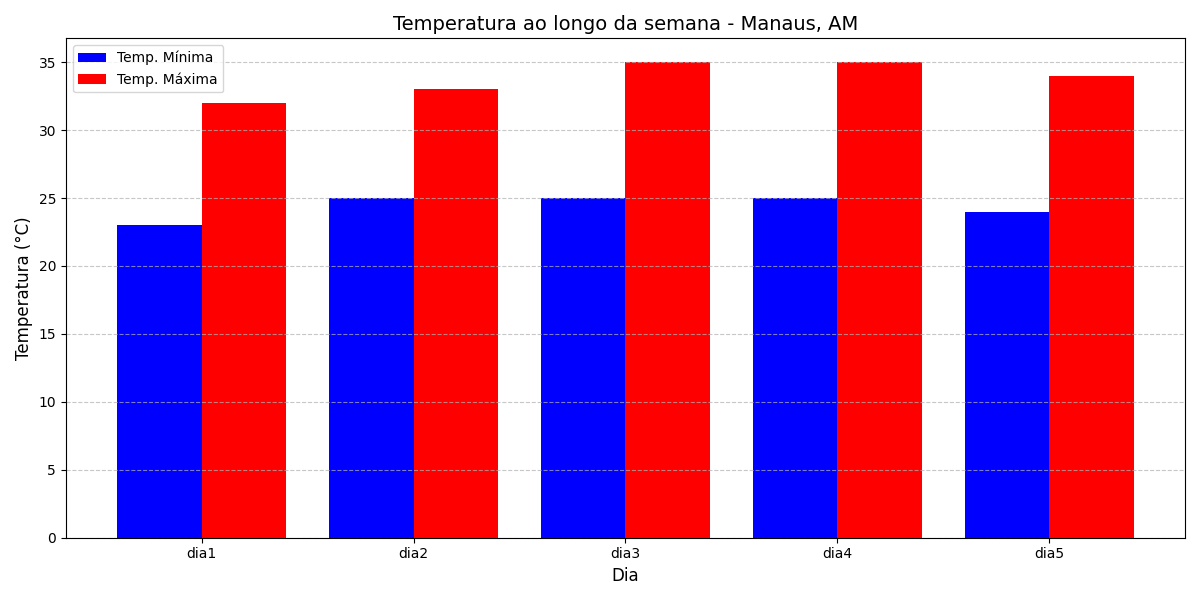 Temperatura ao longo da semana - Manaus, AM
Temp. Mínima
Temp. Máxima
35
30
25
20
15
10
5
0
Temperatura (°C)
dia1 dia2 dia3 dia4 dia5
Dia